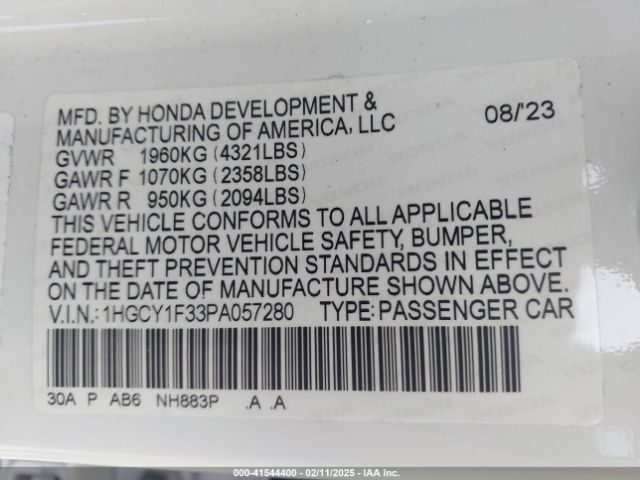 MFD. BY HONDA DEVELOPMENT &
MANUFACTURING OF AMERICA, LLC 08/'23
GVWR 1960KG (4321LBS)
GAWR F 1070KG (2358LBS)
GAWR R 950KG (2094LBS)
THIS VEHICLE CONFORMS TO ALL APPLICABLE
FEDERAL MOTOR VEHICLE SAFETY, BUMPER,
AND THEFT PREVENTION STANDARDS IN EFFECT
ON THE DATE OF MANUFACTURE SHOWN ABOVE.
V.I.N.: 1HGCY1F33PA057280 TYPE: PASSENGER CAR
30A P AB6 NH883P .A .A
000-41544400 - 02/11/2025 - IAA Inc.